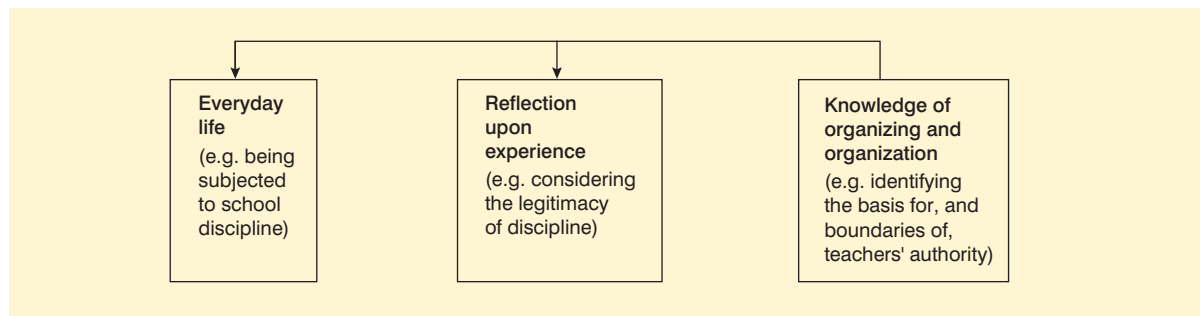 Everyday
life
(e.g. being
subjected
to school
discipline)
Reflection
upon
experience
(e.g. considering
the legitimacy
of discipline)
Knowledge of
organizing and
organization
(e.g. identifying
the basis for, and
boundaries of,
teachers' authority)